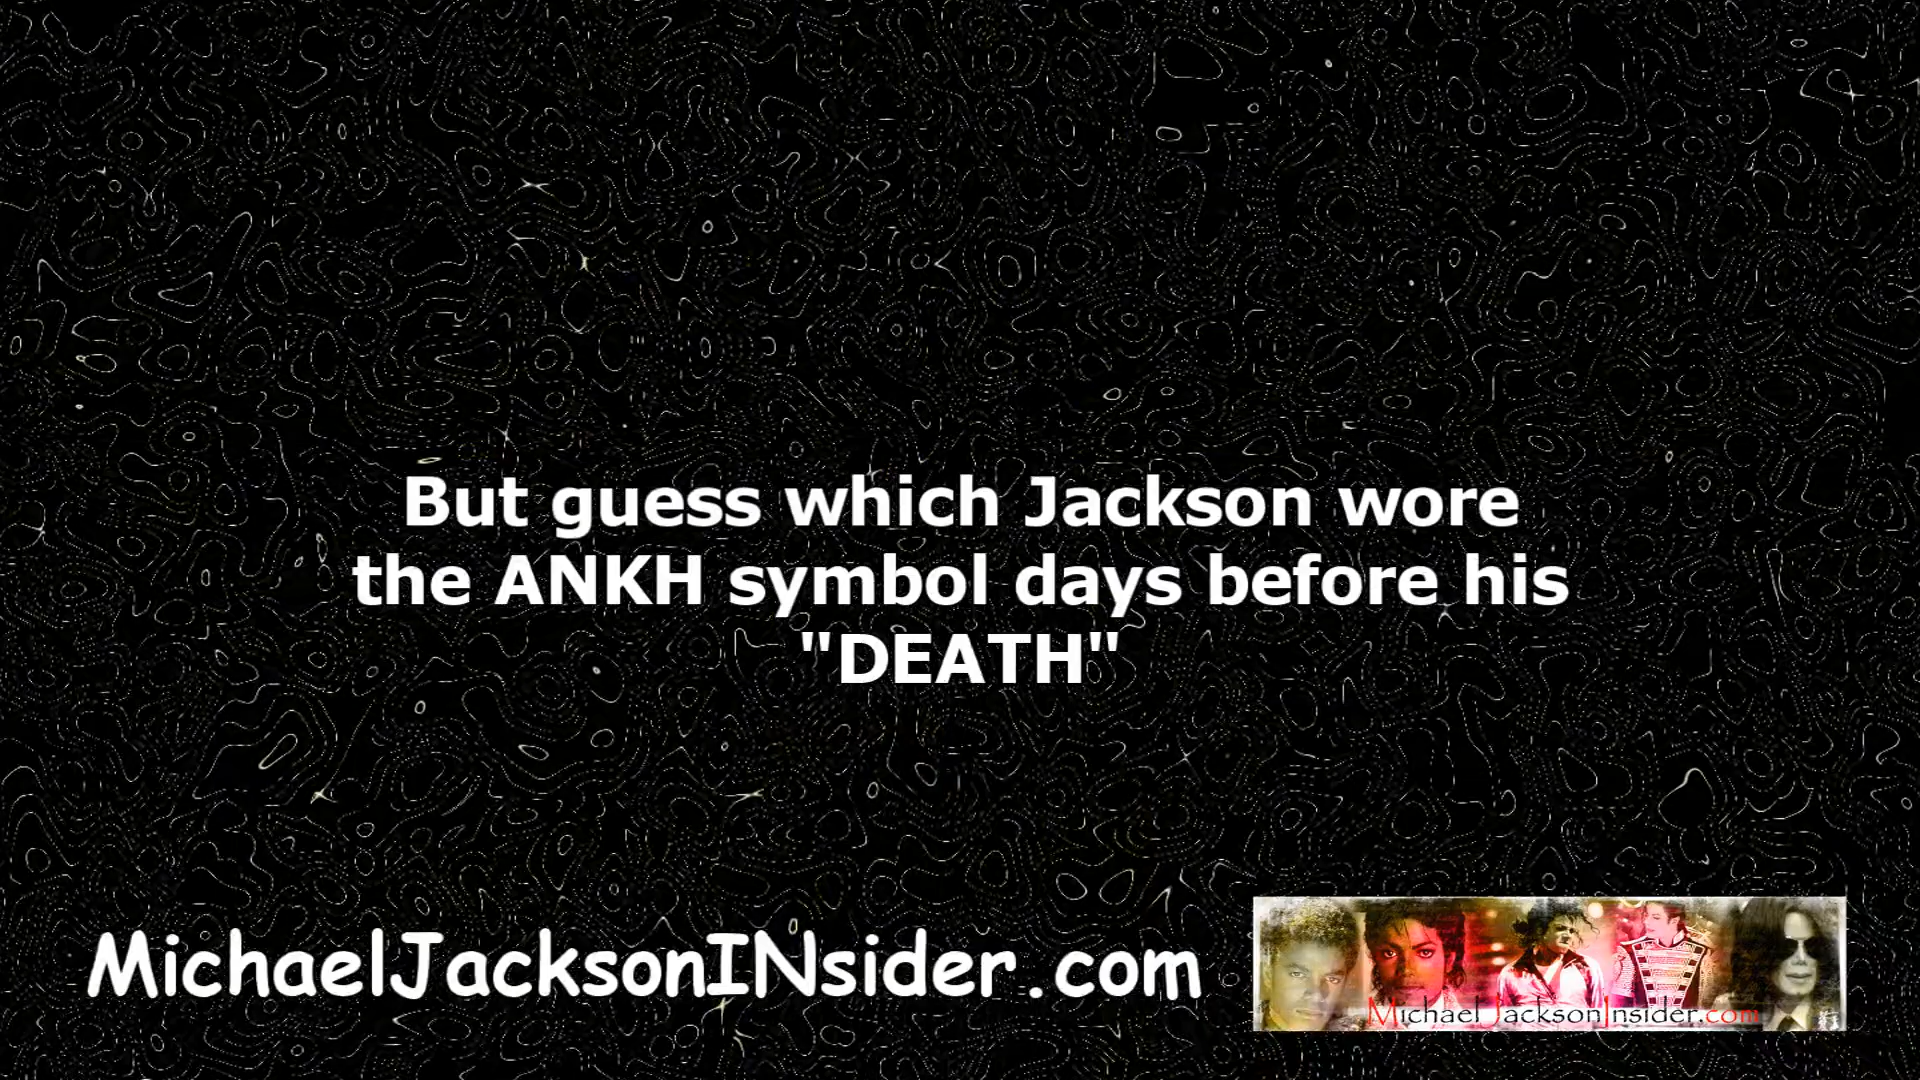 But guess which Jackson wore
the ANKH symbol days before his
"DEATH"
MichaelJacksonINsider.com
MichaelJacksonInsider.com